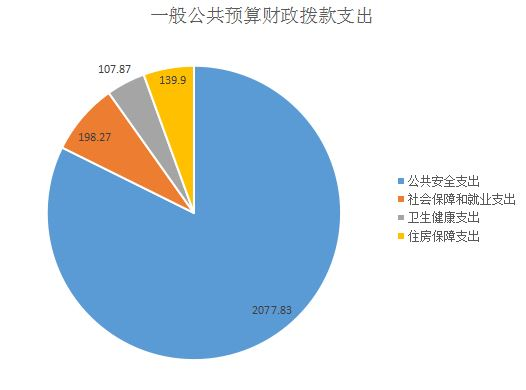 一般公共预算财政拨款支出
107.87
139.9
198.27
2077.83
公共安全支出
社会保障和就业支出
卫生健康支出
住房保障支出